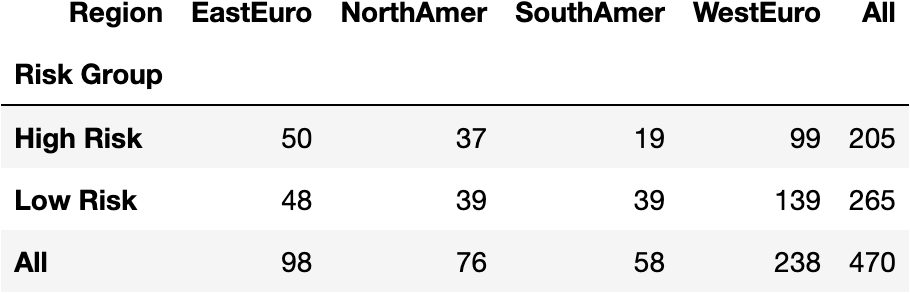 Region EastEuro NorthAmer SouthAmer WestEuro All
Risk Group
High Risk 50 37 19 99 205
Low Risk 48 39 39 139 265
All 98 76 58 238 470